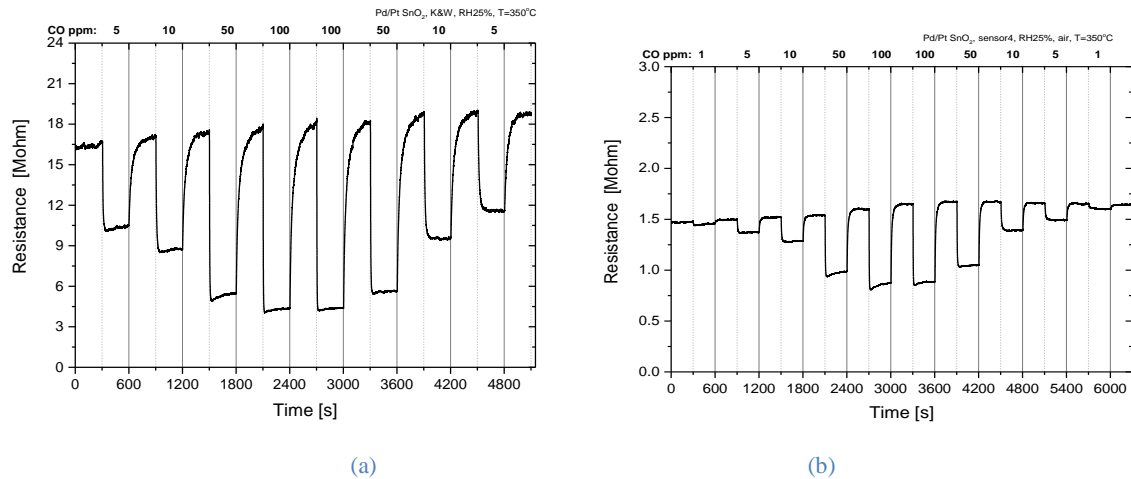 Pd/Pt SnO₂, K&W, RH25%, T=350°C
CO ppm: 5 10 50 100 100 50 10 5
24
21
18
15
12
9
6
3
0
Resistance [Mohm]
0 600 1200 1800 2400 3000 3600 4200 4800
Time [s]
(a)
Pd/Pt SnO₂, sensor4, RH25%, air, T=350°C
CO ppm: 1 5 10 50 100 100 50 10 5 1
3.0
2.5
2.0
1.5
1.0
0.5
0.0
Resistance [Mohm]
0 600 1200 1800 2400 3000 3600 4200 4800 5400 6000
Time [s]
(b)